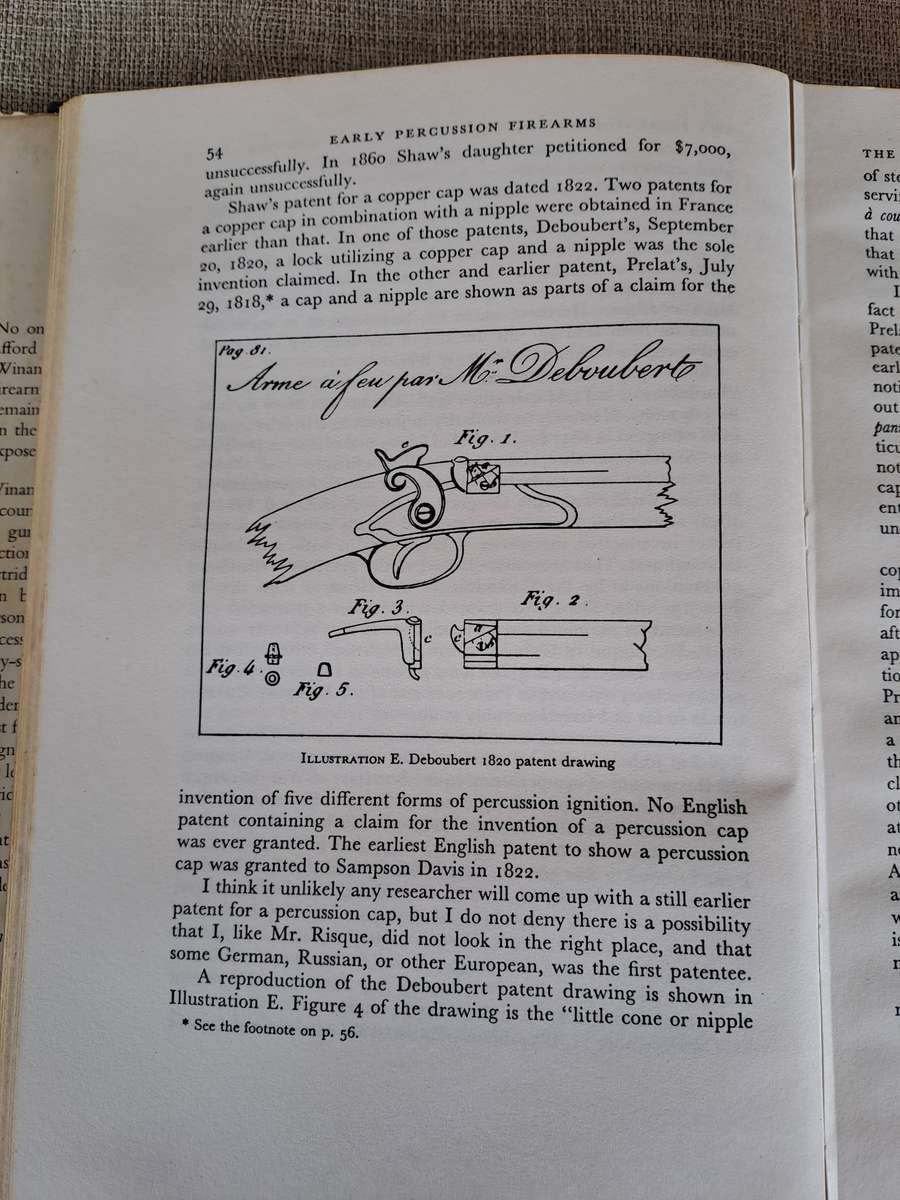 54
EARLY PERCUSSION FIREARMS
unsuccessfully. In 1860 Shaw's daughter petitioned for $7,000,
again unsuccessfully.
Shaw's patent for a copper cap was dated 1822. Two patents for
a copper cap in combination with a nipple were obtained in France
earlier than that. In one of those patents, Deboubert's, September
20, 1820, a lock utilizing a copper cap and a nipple was the sole
invention claimed. In the other and earlier patent, Prelat's, July
29, 1818,* a cap and a nipple are shown as parts of a claim for the
Pag. 81.
Arme à feu par Mr. Deboubert
c
Fig. 1.
Fig. 3.
Fig. 2.
c
c
a
Fig. 4.
Fig. 5.
ILLUSTRATION E. Deboubert 1820 patent drawing
invention of five different forms of percussion ignition. No English
patent containing a claim for the invention of a percussion cap
was ever granted. The earliest English patent to show a percussion
cap was granted to Sampson Davis in 1822.
I think it unlikely any researcher will come up with a still earlier
patent for a percussion cap, but I do not deny there is a possibility
that I, like Mr. Risque, did not look in the right place, and that
some German, Russian, or other European, was the first patentee.
A reproduction of the Deboubert patent drawing is shown in
Illustration E. Figure 4 of the drawing is the "little cone or nipple
* See the footnote on p. 56.
THE
of
à
that
that
with
fact
out